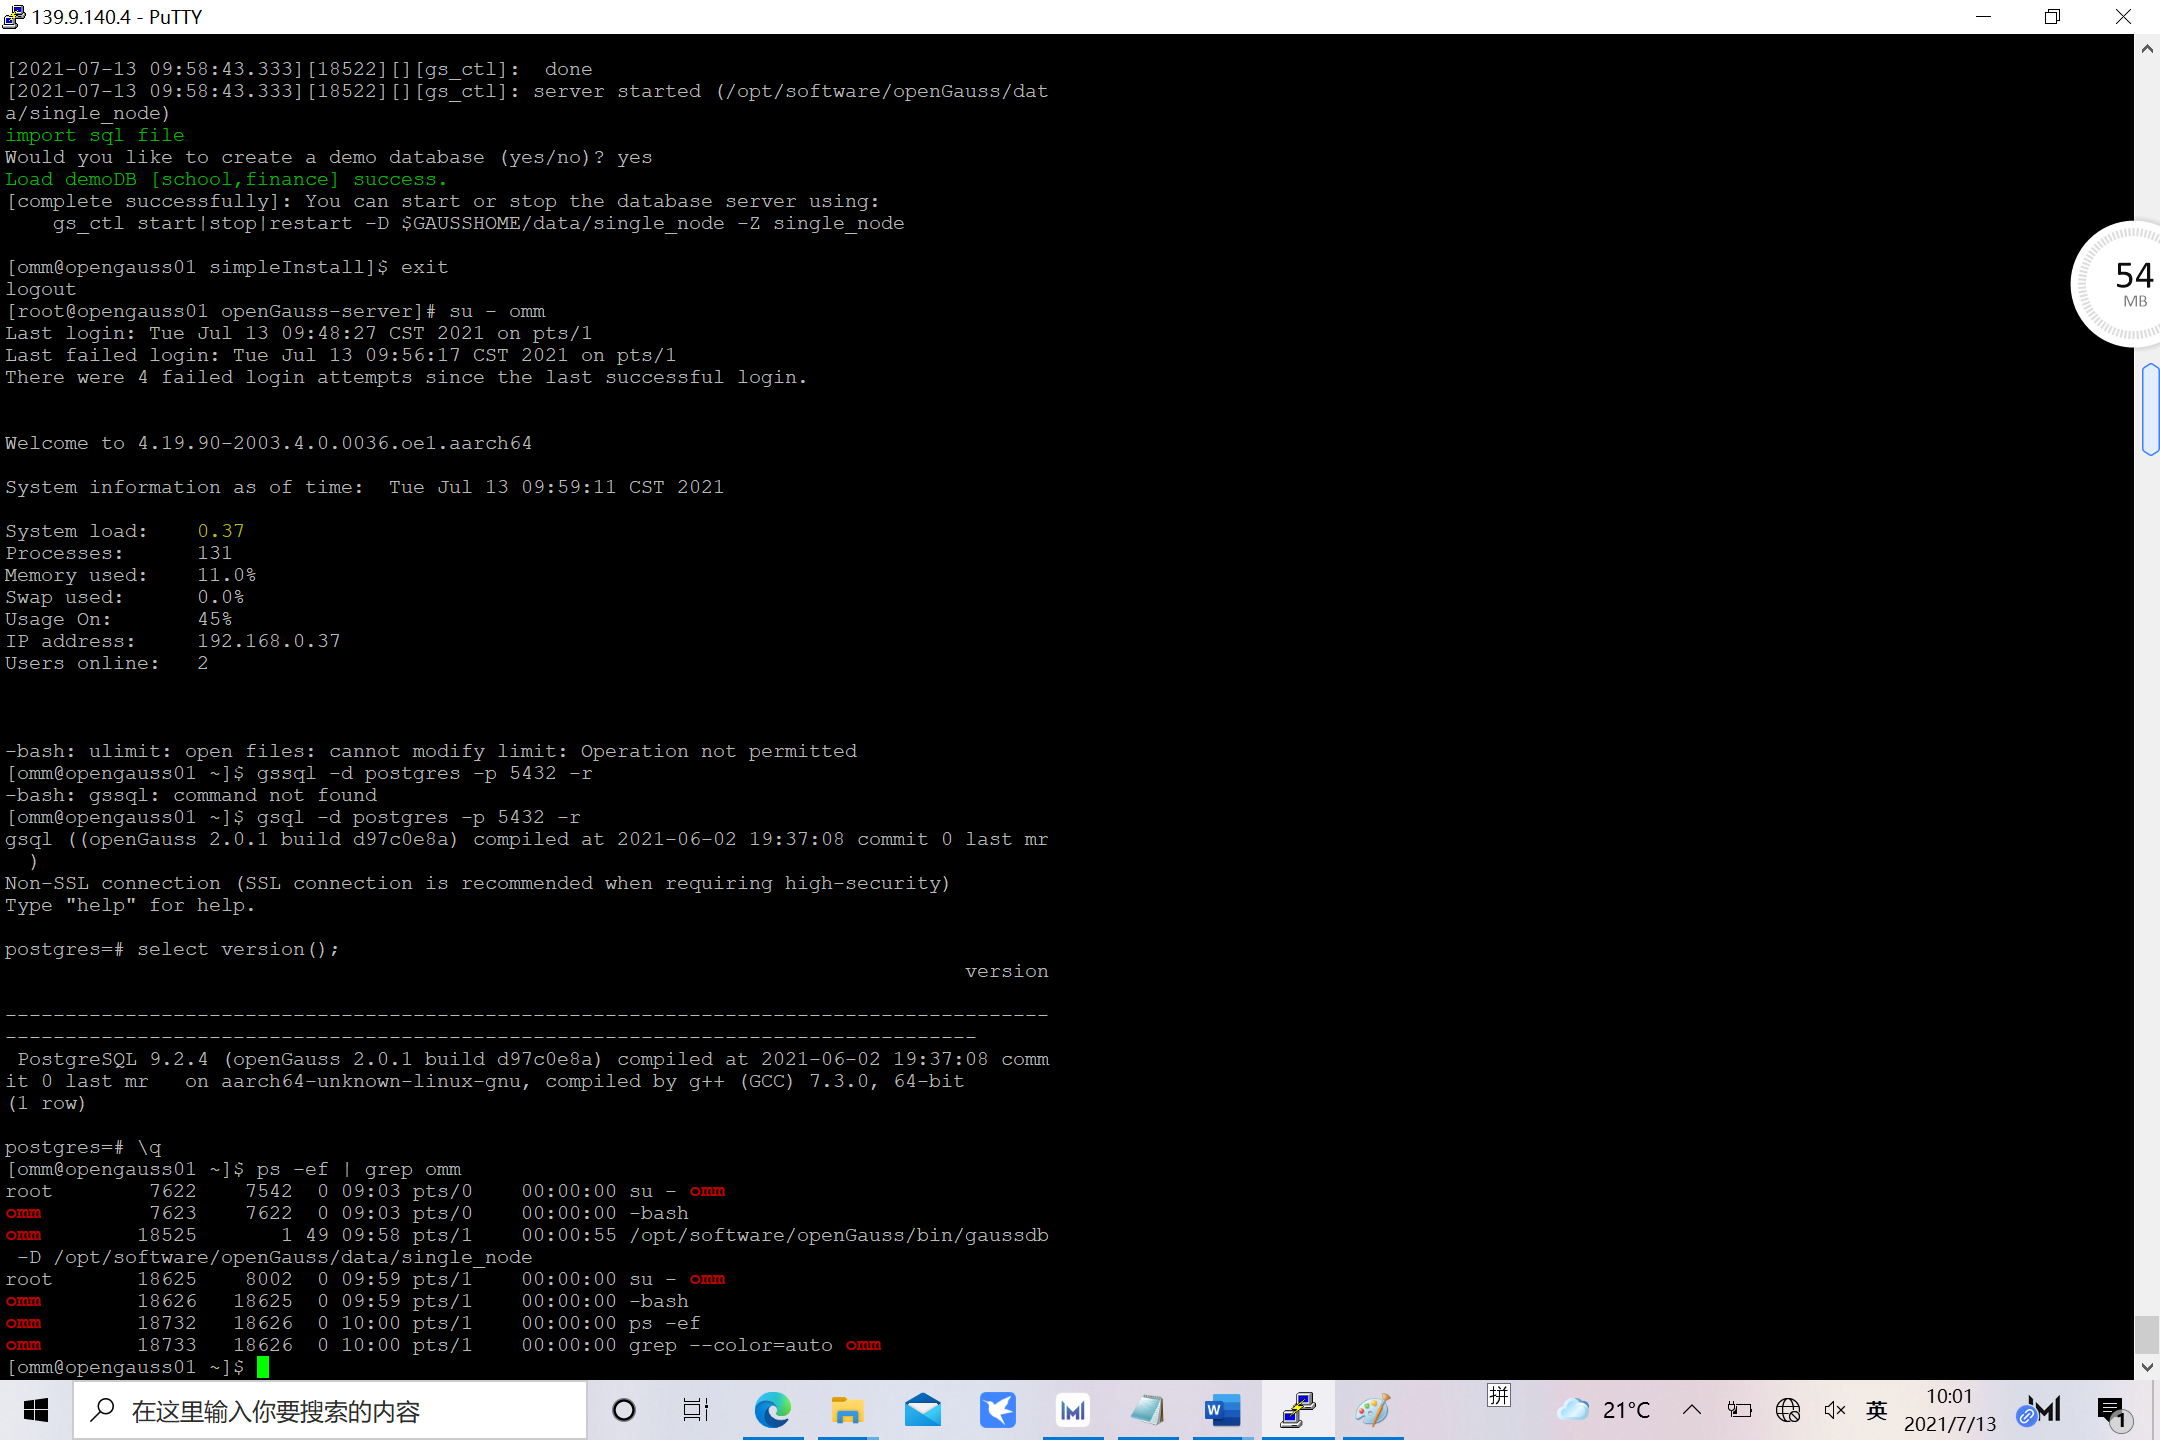 139.9.140.4 - PuTTY
[2021-07-13 09:58:43.333][18522][][gs_ctl]:  done
[2021-07-13 09:58:43.333][18522][][gs_ctl]: server started (/opt/software/openGauss/dat
a/single_node)
import sql file
Would you like to create a demo database (yes/no)? yes
Load demoDB [school,finance] success.
[complete successfully]: You can start or stop the database server using:
    gs_ctl start|stop|restart -D $GAUSSHOME/data/single_node -Z single_node
[omm@opengauss01 simpleInstall]$ exit
logout
[root@opengauss01 openGauss-server]# su - omm
Last login: Tue Jul 13 09:48:27 CST 2021 on pts/1
Last failed login: Tue Jul 13 09:56:17 CST 2021 on pts/1
There were 4 failed login attempts since the last successful login.
Welcome to 4.19.90-2003.4.0.0036.oe1.aarch64
System information as of time:  Tue Jul 13 09:59:11 CST 2021
System load:    0.37
Processes:      131
Memory used:    11.0%
Swap used:      0.0%
Usage On:       45%
IP address:     192.168.0.37
Users online:   2
-bash: ulimit: open files: cannot modify limit: Operation not permitted
[omm@opengauss01 ~]$ gssql -d postgres -p 5432 -r
-bash: gssql: command not found
[omm@opengauss01 ~]$ gsql -d postgres -p 5432 -r
gsql ((openGauss 2.0.1 build d97c0e8a) compiled at 2021-06-02 19:37:08 commit 0 last mr
  )
Non-SSL connection (SSL connection is recommended when requiring high-security)
Type "help" for help.
postgres=# select version();
version
---------------------------------------------------------------------------------------
---------------------------------------------------------------------------------
 PostgreSQL 9.2.4 (openGauss 2.0.1 build d97c0e8a) compiled at 2021-06-02 19:37:08 comm
it 0 last mr   on aarch64-unknown-linux-gnu, compiled by g++ (GCC) 7.3.0, 64-bit
(1 row)
postgres=# \q
[omm@opengauss01 ~]$ ps -ef | grep omm
root        7622    7542  0 09:03 pts/0    00:00:00 su - omm
omm         7623    7622  0 09:03 pts/0    00:00:00 -bash
omm        18525       1 49 09:58 pts/1    00:00:55 /opt/software/openGauss/bin/gaussdb
 -D /opt/software/openGauss/data/single_node
root       18625    8002  0 09:59 pts/1    00:00:00 su - omm
omm        18626   18625  0 09:59 pts/1    00:00:00 -bash
omm        18732   18626  0 10:00 pts/1    00:00:00 ps -ef
omm        18733   18626  0 10:00 pts/1    00:00:00 grep --color=auto omm
[omm@opengauss01 ~]$
54
MB
在这里输入你要搜索的内容
拼
21°C
英
10:01
2021/7/13
1